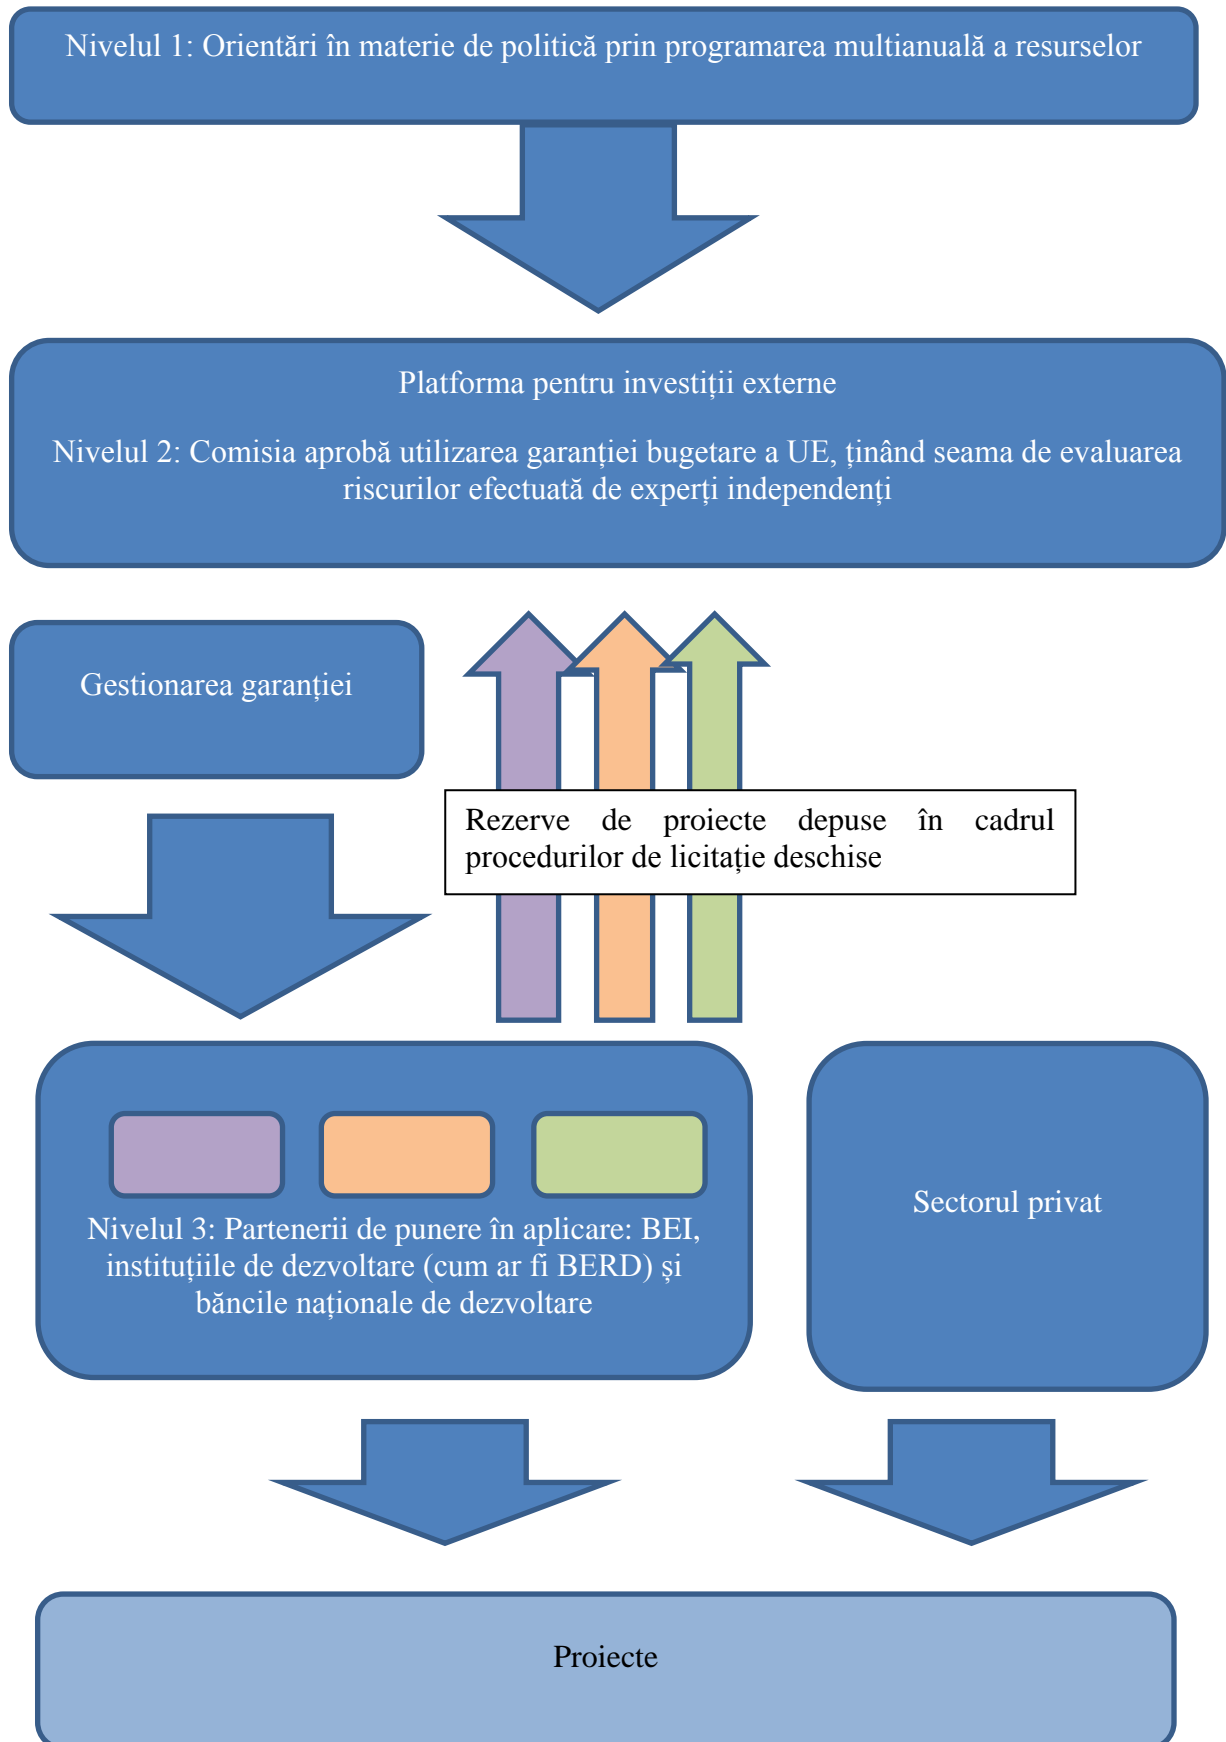 Nivelul 1: Orientări în materie de politică prin programarea multianuală a resurselor
Platforma pentru investiții externe
Nivelul 2: Comisia aprobă utilizarea garanției bugetare a UE, ținând seama de evaluarea
riscurilor efectuată de experți independenți
Gestionarea garanției
Rezerve de proiecte depuse în cadrul
procedurilor de licitație deschise
Nivelul 3: Partenerii de punere în aplicare: BEI,
instituțiile de dezvoltare (cum ar fi BERD) și
băncile naționale de dezvoltare
Sectorul privat
Proiecte